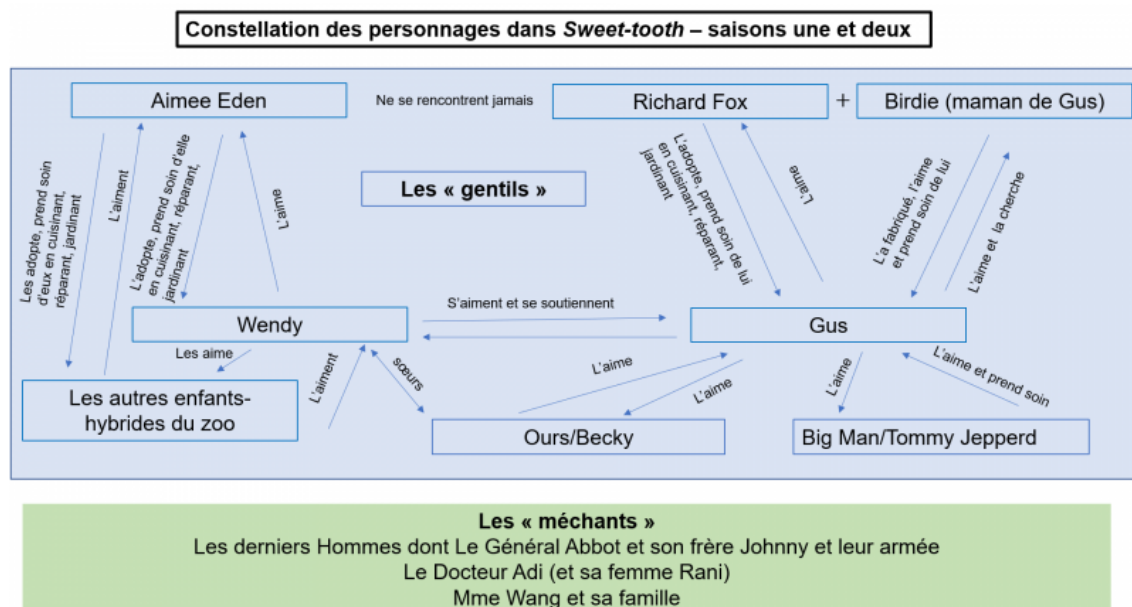 Constellation des personnages dans Sweet-tooth – saisons une et deux
Aimee Eden
Ne se rencontrent jamais
Richard Fox
+
Birdie (maman de Gus)
Les adopte, prend soin
d'eux en cuisinant,
réparant, jardinant
L'aiment
L'adopte, prend soin d'elle
en cuisinant, réparant,
jardinant
L'aime
Les « gentils »
L'adopte, prend soin de lui
en cuisinant, réparant,
jardinant
L'aime
L'a fabriqué, l'aime
et prend soin de lui
L'aime et la cherche
Wendy
S'aiment et se soutiennent
Gus
Les aime
L'aiment
sœurs
L'aime
L'aime
L'aime
L'aime et prend soin
Les autres enfants-
hybrides du zoo
Ours/Becky
Big Man/Tommy Jepperd
Les « méchants »
Les derniers Hommes dont Le Général Abbot et son frère Johnny et leur armée
Le Docteur Adi (et sa femme Rani)
Mme Wang et sa famille